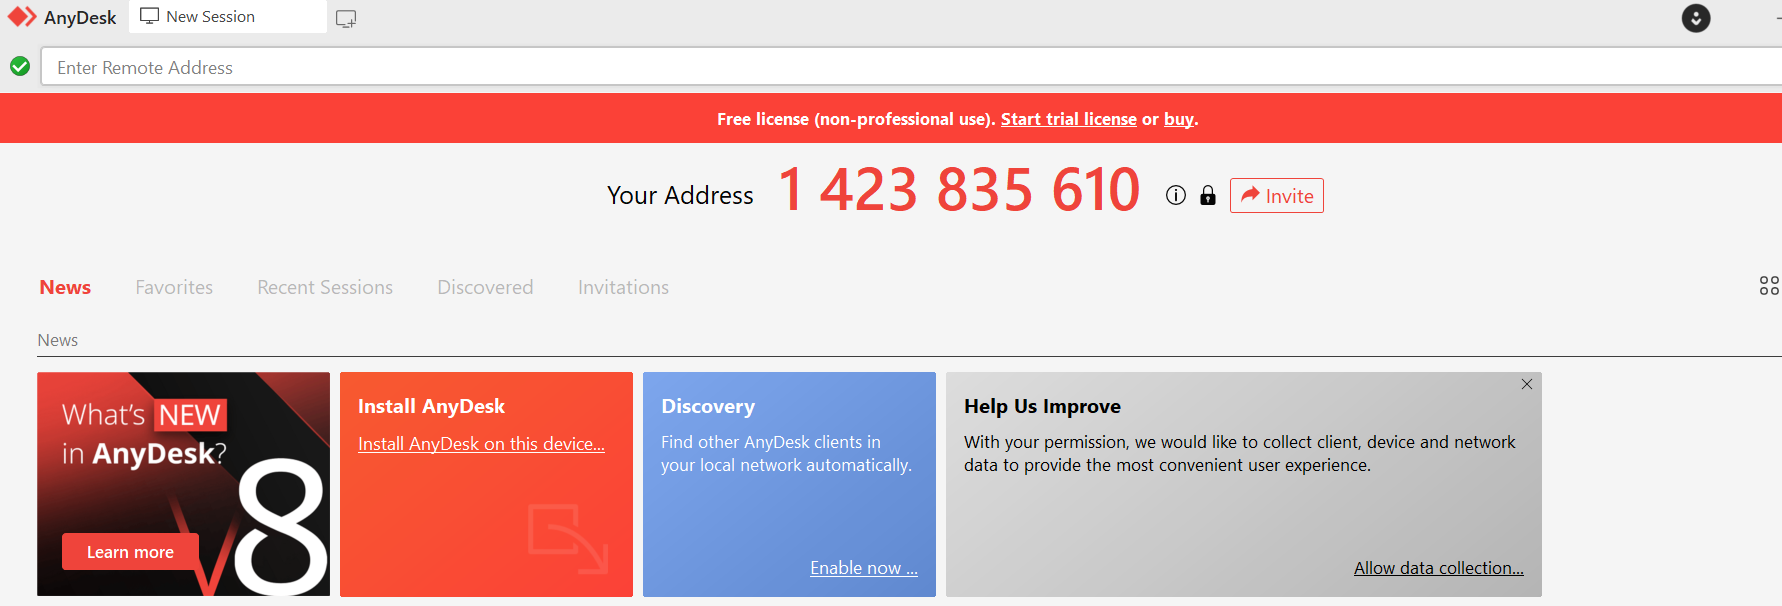 AnyDesk
New Session
Enter Remote Address
Free license (non-professional use). Start trial license or buy.
Your Address 1 423 835 610 Invite
News Favorites Recent Sessions Discovered Invitations
News
What's NEW
in AnyDesk?
V8
Learn more
Install AnyDesk
Install AnyDesk on this device...
Discovery
Find other AnyDesk clients in
your local network automatically.
Enable now ...
Help Us Improve
With your permission, we would like to collect client, device and network
data to provide the most convenient user experience.
Allow data collection...